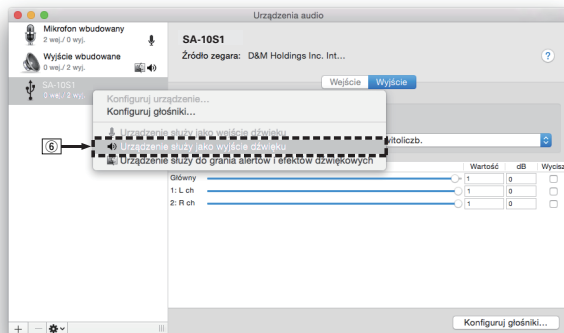 Urządzenia audio
Mikrofon wbudowany
2 wej./ 0 wyj.
Wyjście wbudowane
0 wej./ 2 wyj.
SA-10S1
0 wej./ 2 wyj.
SA-10S1
Źródło zegara: D&M Holdings Inc. Int...
?
Wejście Wyjście
Konfiguruj urządzenie...
Konfiguruj głośniki...
Urządzenie służy jako wejście dźwięku
⑥
Urządzenie służy jako wyjście dźwięku
Urządzenie służy do grania alertów i efektów dźwiękowych
witoliczb.
Wartość dB Wycisz
Główny 1 0
1: L ch 1 0
2: R ch 1 0
Konfiguruj głośniki...